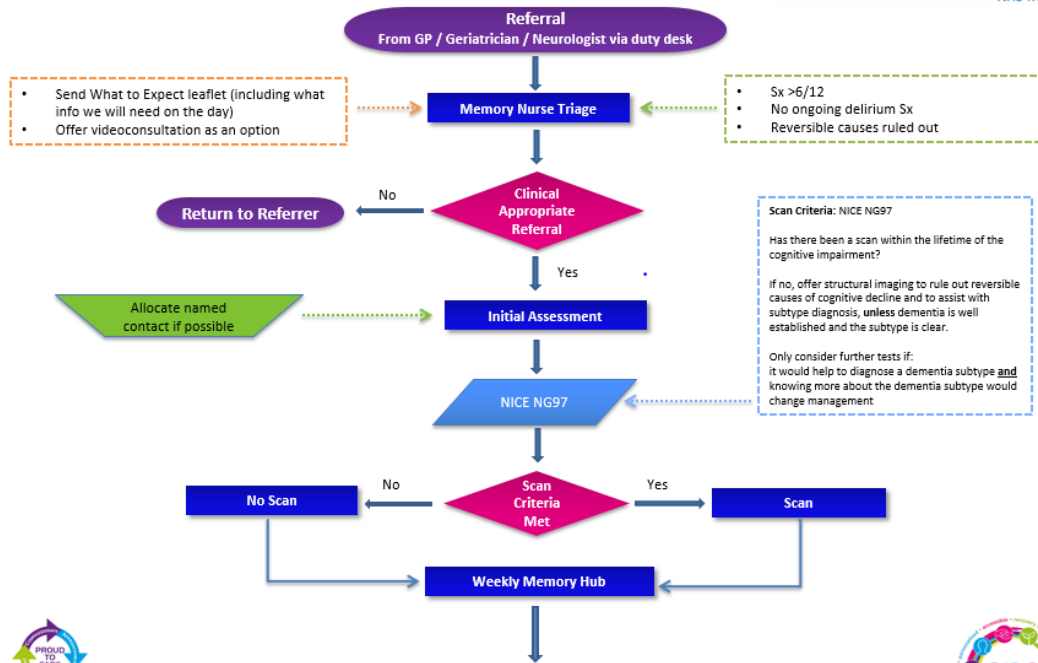 Referral
From GP / Geriatrician / Neurologist via duty desk
• Send What to Expect leaflet (including what
info we will need on the day)
• Offer videoconsultation as an option
Memory Nurse Triage
• Sx >6/12
• No ongoing delirium Sx
• Reversible causes ruled out
Clinical
Appropriate
Referral
No
Return to Referrer
Yes
Scan Criteria: NICE NG97
Has there been a scan within the lifetime of the
cognitive impairment?
If no, offer structural imaging to rule out reversible
causes of cognitive decline and to assist with
subtype diagnosis, unless dementia is well
established and the subtype is clear.
Only consider further tests if:
it would help to diagnose a dementia subtype and
knowing more about the dementia subtype would
change management
Allocate named
contact if possible
Initial Assessment
NICE NG97
Scan
Criteria
Met
No
No Scan
Yes
Scan
Weekly Memory Hub
PROUD
TO